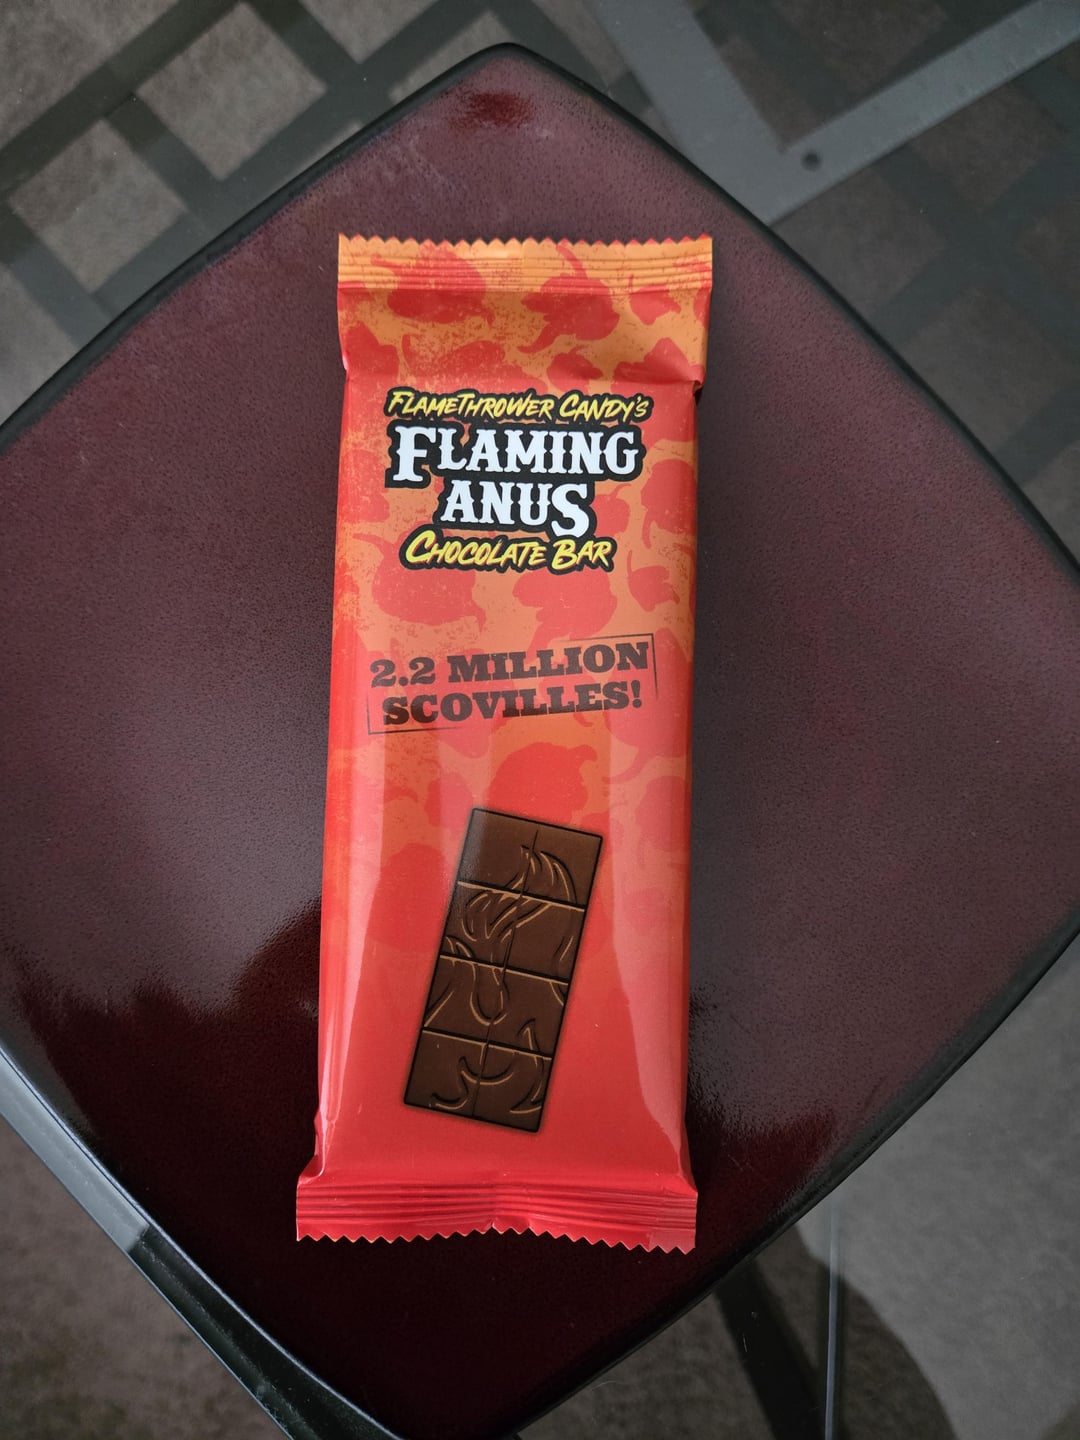 FLAMETHROWER CANDY'S
FLAMING
ANUS
CHOCOLATE BAR
2.2 MILLION
SCOVILLES!